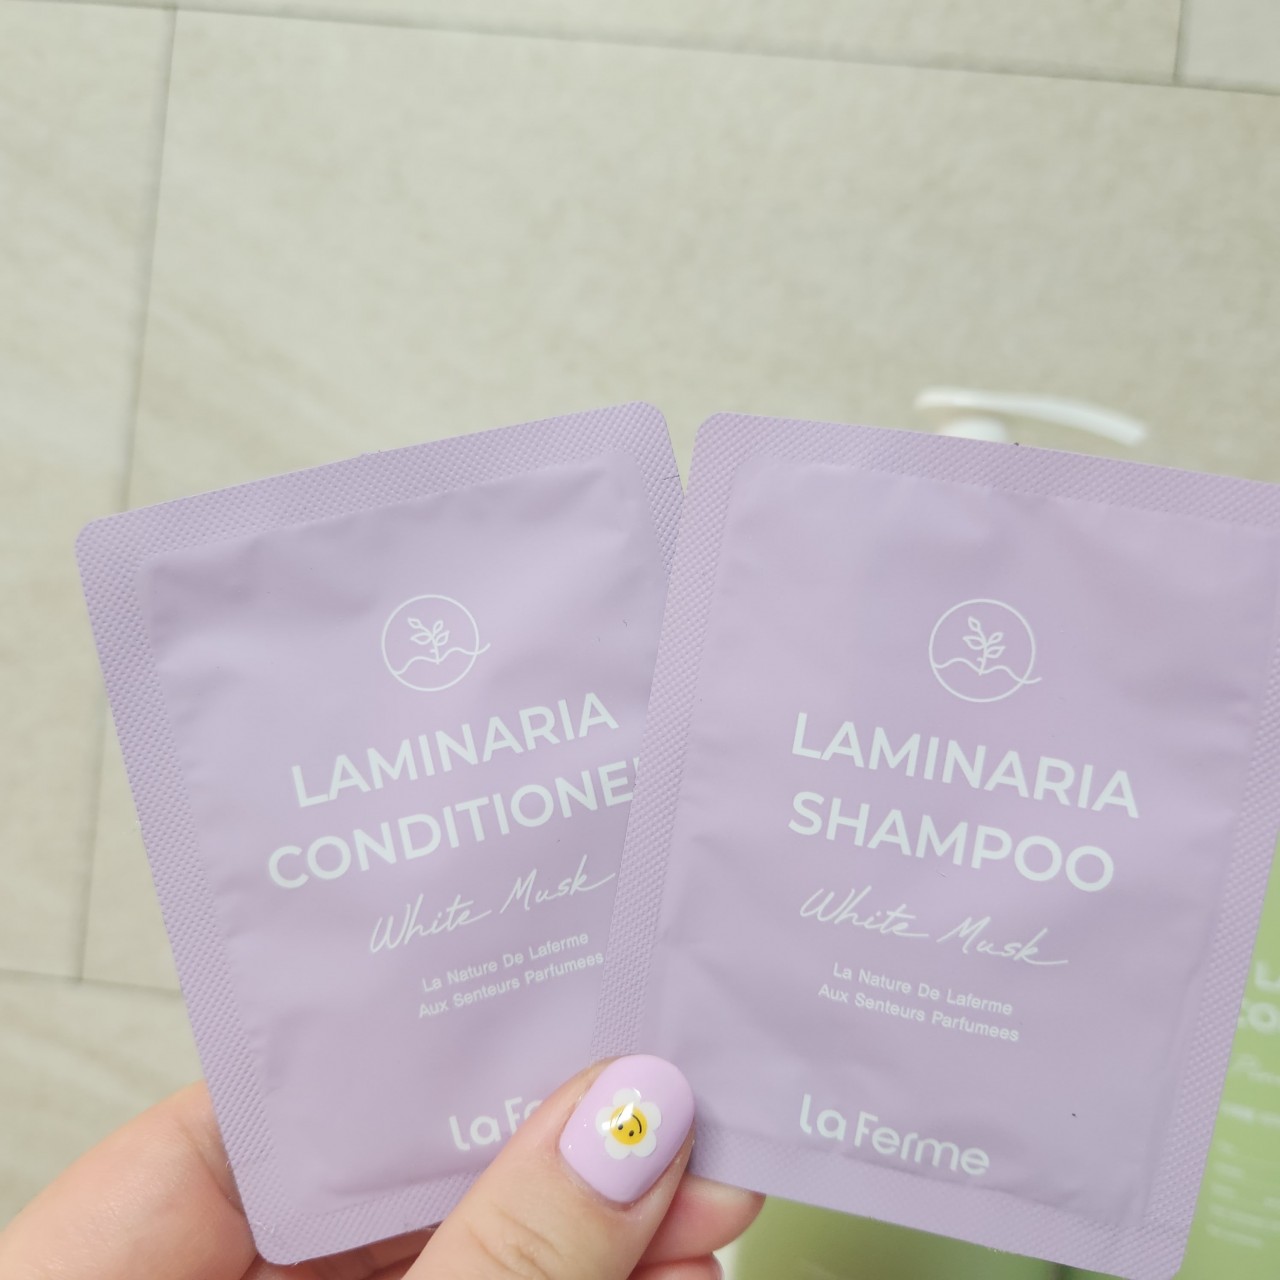 LAMINARIA
White Musk
La Nature De Laferme
Aux Senteurs Parfumees
LAMINARIA
SHAMPOO
White Musk
La Nature De Laferme
Aux Senteurs Parfumees
La Ferme